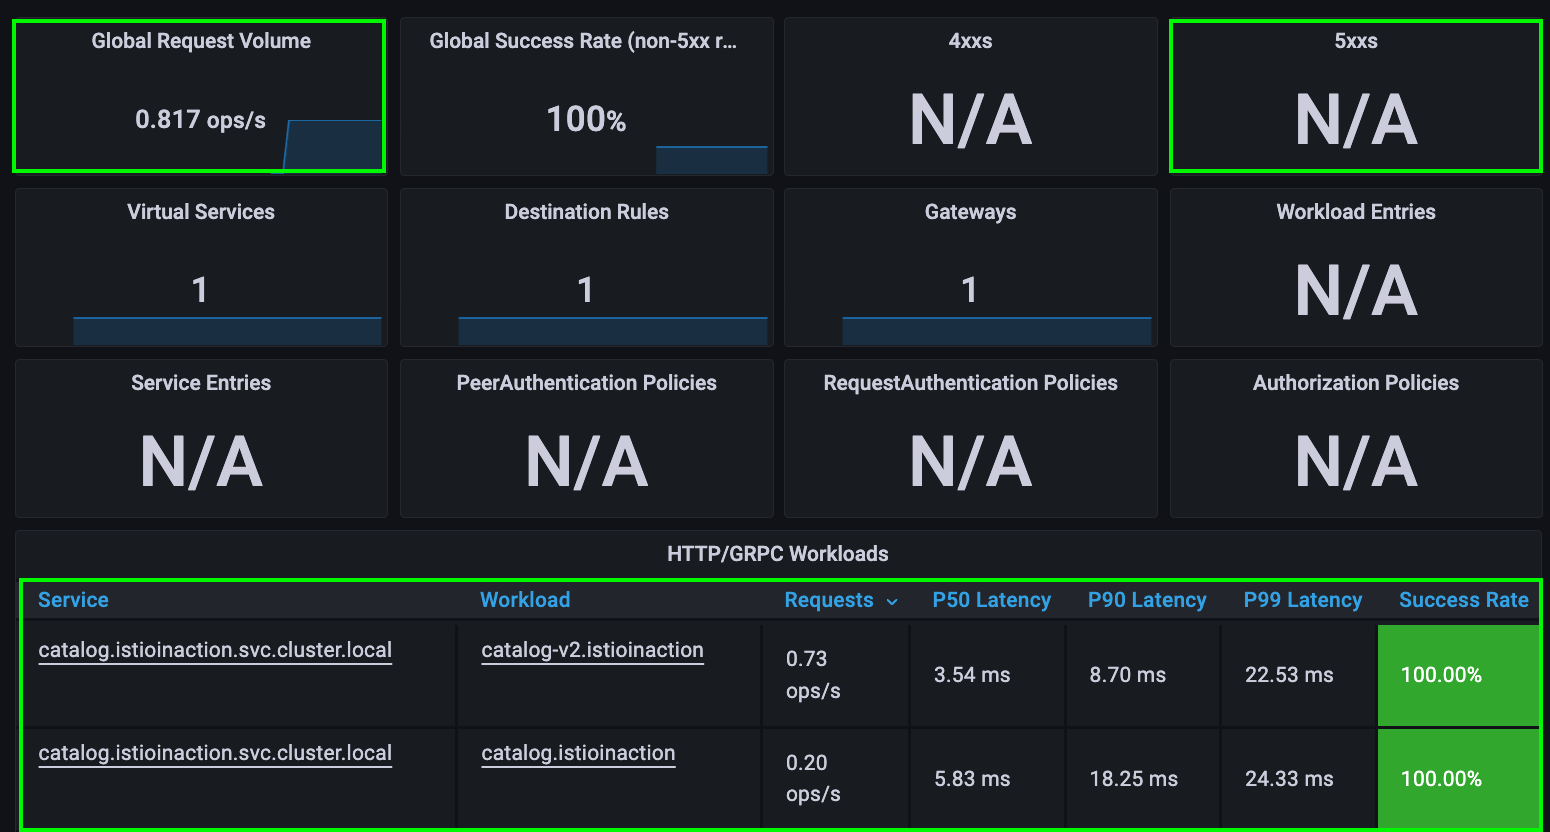 Global Request Volume
0.817 ops/s
Global Success Rate (non-5xx r...
100%
4xxs
N/A
5xxs
N/A
Virtual Services
1
Destination Rules
1
Gateways
1
Workload Entries
N/A
Service Entries
N/A
PeerAuthentication Policies
N/A
RequestAuthentication Policies
N/A
Authorization Policies
N/A
HTTP/GRPC Workloads
Service Workload Requests P50 Latency P90 Latency P99 Latency Success Rate
catalog.istioinaction.svc.cluster.local catalog-v2.istioinaction 0.73 ops/s 3.54 ms 8.70 ms 22.53 ms 100.00%
catalog.istioinaction.svc.cluster.local catalog.istioinaction 0.20 ops/s 5.83 ms 18.25 ms 24.33 ms 100.00%